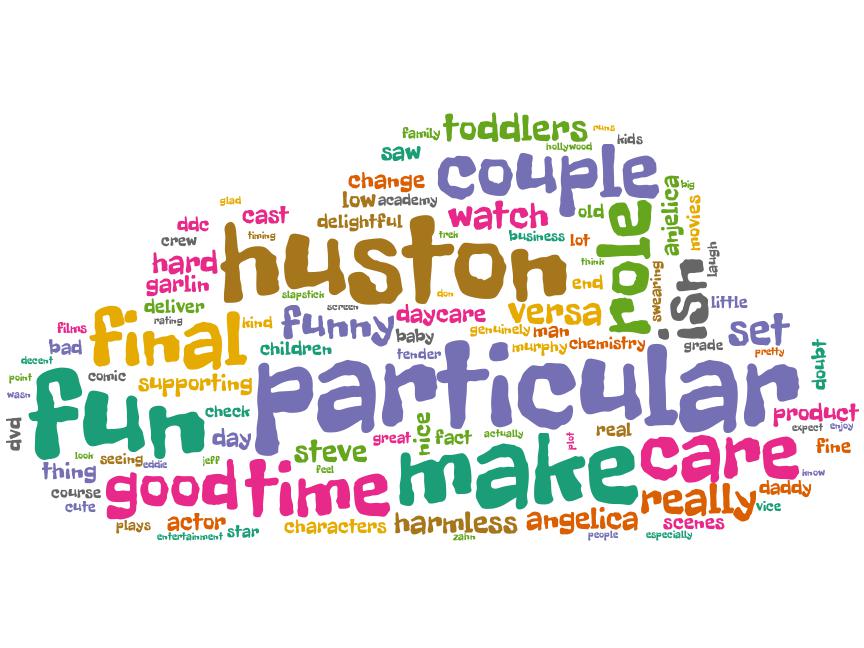 family
toddlers
runs
kids
hollywood
saw
couple
change
low
academy
anjelica
big
glad
cast
delightful
watch
old
role
movies
ddc
crew
timing
huston
trek
business
lot
laugh
hard
garlin
think
swearing
ish
slapstick
don
end
little
deliver
screen
versa
films
rating
final
kind
funny
daycare
genuinely
man
set
bad
children
baby
murphy
chemistry
grade
pretty
decent
tender
doubt
point
comic
supporting
particular
wasn
fun
check
product
dvd
day
great
nice
fact
actually
plot
real
expect
enjoy
look
seeing
eddie
jeff
steve
feel
make
care
fine
thing
good
time
know
course
really
daddy
cute
vice
plays
actor
star
characters
harmless
angelica
scenes
entertainment
zahn
people
especially